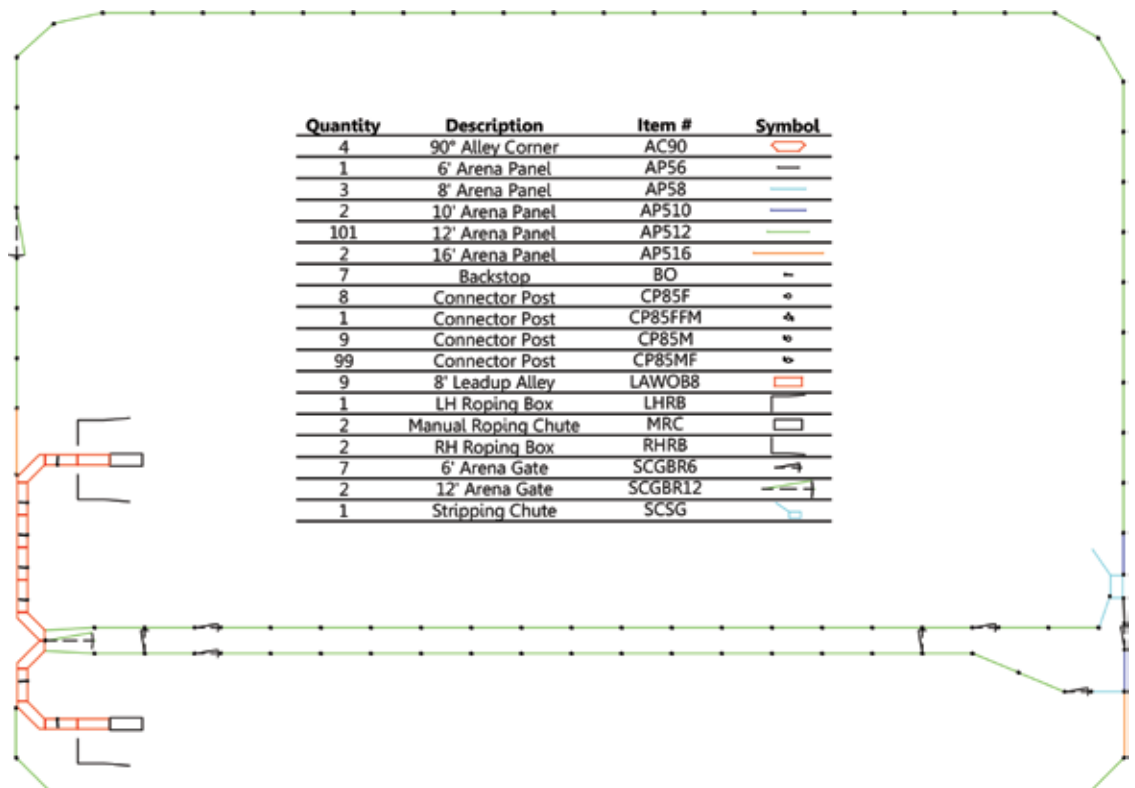 Quantity Description Item # Symbol
4 90° Alley Corner AC90
1 6' Arena Panel AP56
3 8' Arena Panel AP58
2 10' Arena Panel AP510
101 12' Arena Panel AP512
2 16' Arena Panel AP516
7 Backstop BO
8 Connector Post CP85F
1 Connector Post CP85FFM
9 Connector Post CP85M
99 Connector Post CP85MF
9 8' Leadup Alley LAWOB8
1 LH Roping Box LHRB
2 Manual Roping Chute MRC
2 RH Roping Box RHRB
7 6' Arena Gate SCGBR6
2 12' Arena Gate SCGBR12
1 Stripping Chute SCSG